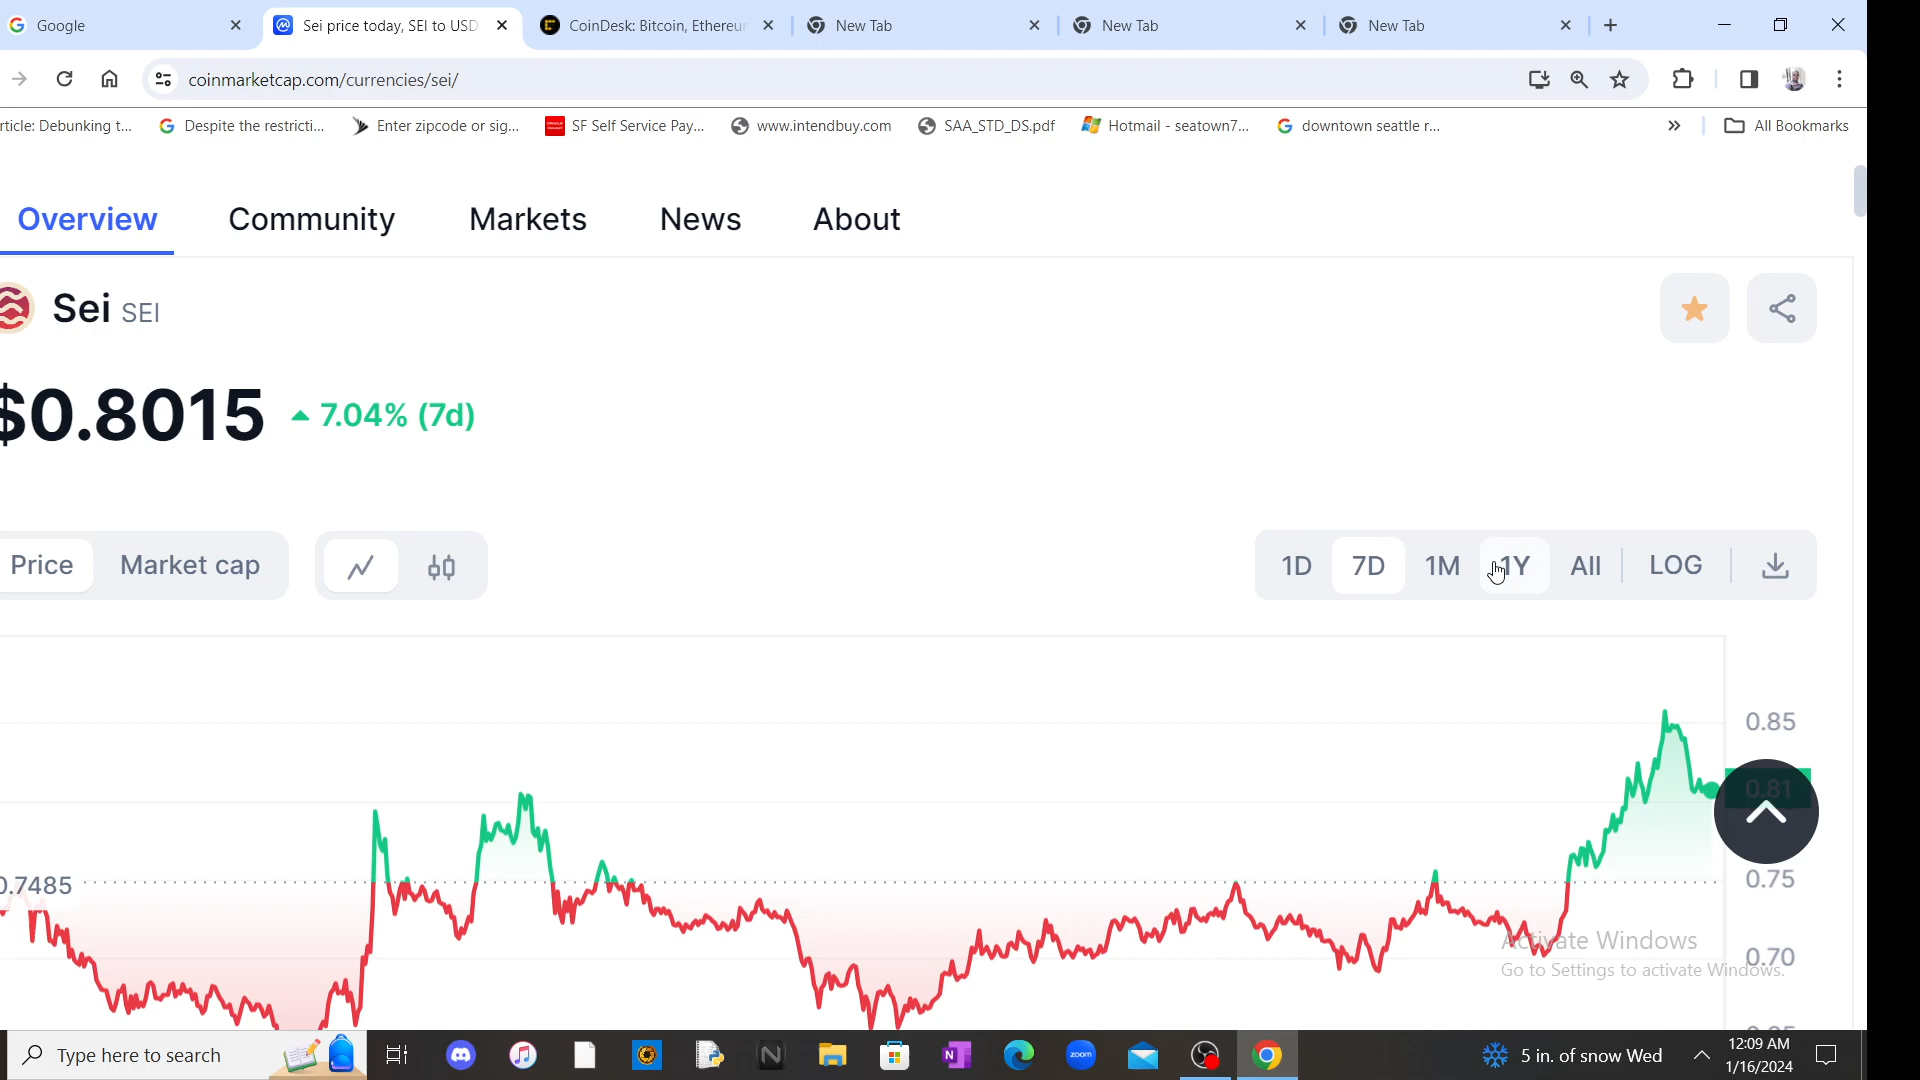 Google
Sei price today, SEI to USD
CoinDesk: Bitcoin, Ethereu
New Tab
New Tab
New Tab
coinmarketcap.com/currencies/sei/
rticle: Debunking t...
Despite the restricti...
Enter zipcode or sig...
SF Self Service Pay...
www.intendbuy.com
SAA_STD_DS.pdf
Hotmail - seatown7...
downtown seattle r...
»
All Bookmarks
Overview
Community
Markets
News
About
Sei SEI
$0.8015
7.04% (7d)
Price
Market cap
1D
7D
1M
1Y
All
LOG
0.85
0.81
0.7485
0.75
0.70
Activate Windows
Go to Settings to activate Windows.
Type here to search
zoom
5 in. of snow Wed
12:09 AM
1/16/2024